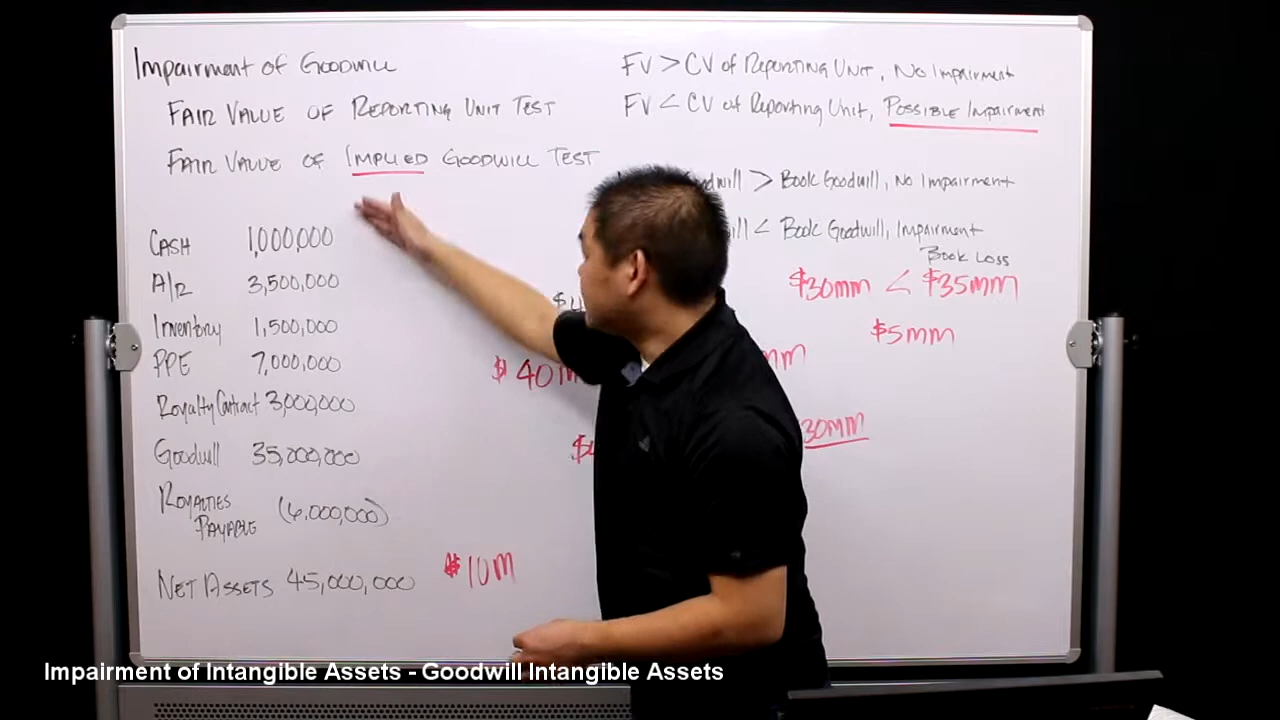 Impairment of Goodwill
Fair Value of Reporting Unit Test
Fair Value of Implied Goodwill Test
FV > CV of Reporting Unit, No Impairment
FV < CV of Reporting Unit, Possible Impairment
> Book Goodwill, No Impairment
< Book Goodwill, Impairment
Book Loss
$30mm < $35mm
$5mm
Cash 1,000,000
A/R 3,500,000
Inventory 1,500,000
PPE 7,000,000
Royalty Contract 3,000,000
Goodwill 35,000,000
Royalties
Payable (6,000,000)
Net Assets 45,000,000
$10M
$40
30mm
Impairment of Intangible Assets - Goodwill Intangible Assets